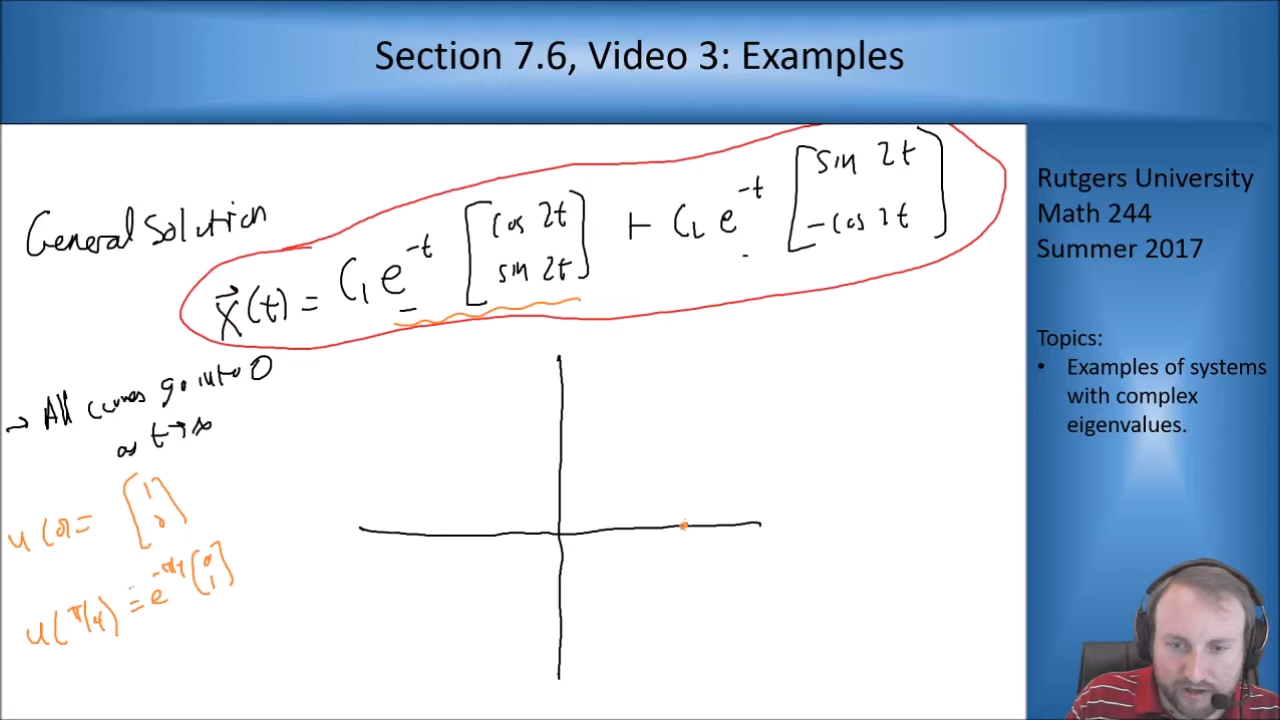 Section 7.6, Video 3: Examples
General Solution
x⃗(t) = C₁ e^{-t} [cos 2t; sin 2t] + C₂ e^{-t} [sin 2t; -cos 2t]
→ All curves go into 0
as t→∞
u(0) = [1; 0]
u(π/4) = e^{-π/4} (0; 1)
Rutgers University
Math 244
Summer 2017
Topics:
• Examples of systems
with complex
eigenvalues.